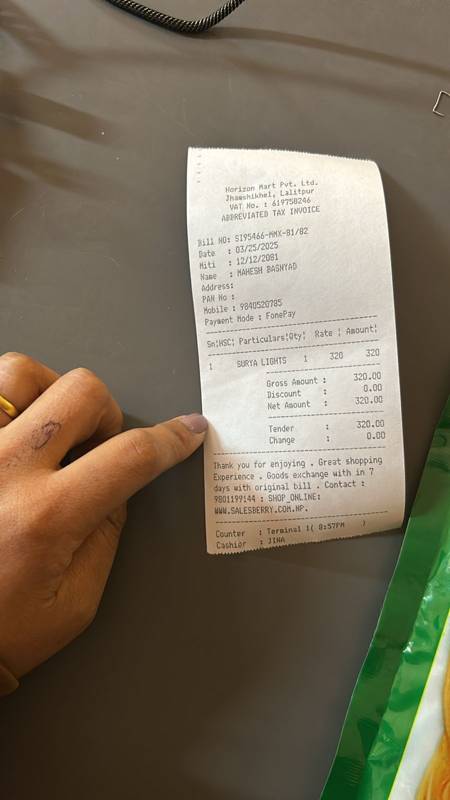 Horizon Mart Pvt. Ltd.
Jhamshikhel, Lalitpur
VAT No. : 619758246
ABBREVIATED TAX INVOICE
Bill NO: SI95466-MMX-81/82
Date : 03/25/2025
Miti : 12/12/2081
Name : MAHESH BASNYAD
Address:
PAN No :
Mobile : 9840520785
Payment Mode : FonePay
Sn|HSC| Particulars|Qty| Rate | Amount|
1 SURYA LIGHTS 1 320 320
Gross Amount : 320.00
Discount : 0.00
Net Amount : 320.00
Tender : 320.00
Change : 0.00
Thank you for enjoying . Great shopping
Experience . Goods exchange with in 7
days with original bill . Contact :
9801199144 : SHOP_ONLINE:
WWW.SALESBERRY.COM.NP.
Counter : Terminal 1( 8:57PM )
Cashier : JINA